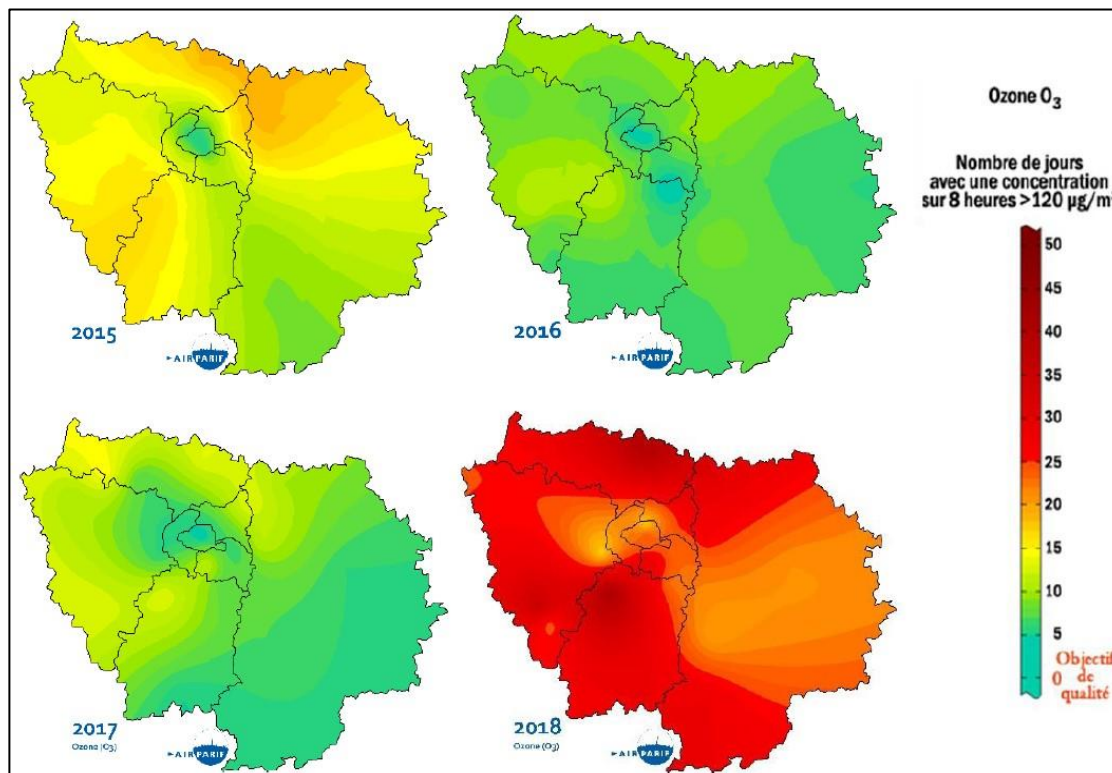 2015
AIRPARIF
2016
AIRPARIF
2017
Ozone (O3)
AIRPARIF
2018
Ozone (O3)
AIRPARIF
Ozone O3
Nombre de jours
avec une concentration
sur 8 heures >120 µg/m³
50
45
40
35
30
25
20
15
10
5
0
Objectif
de
qualité